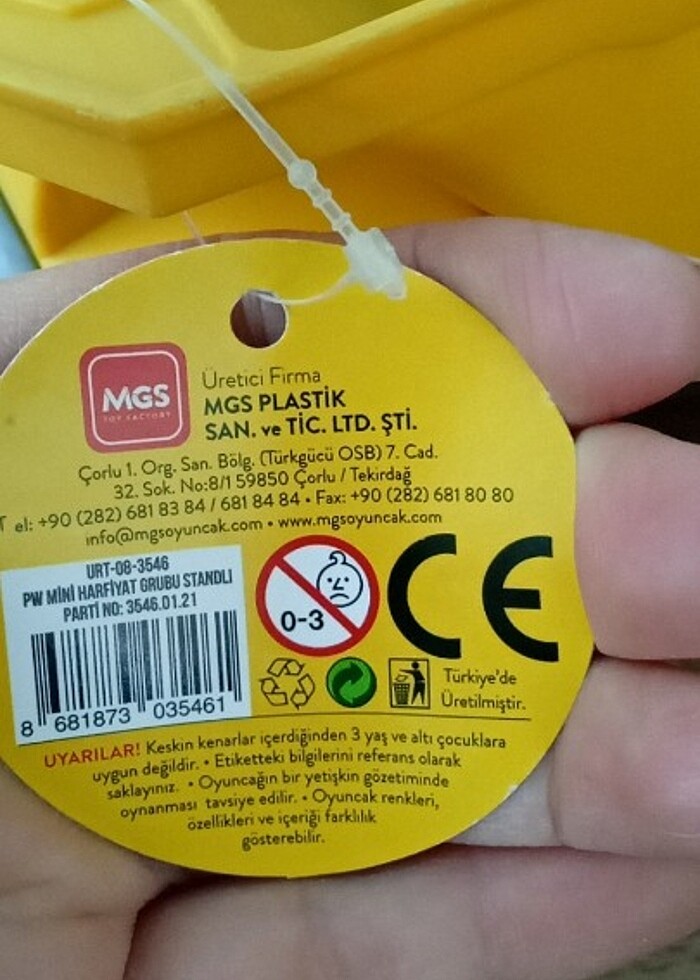 MGS
TOY FACTORY
Üretici Firma
MGS PLASTİK
SAN. ve TİC. LTD. ŞTİ.
Çorlu 1. Org. San. Bölg. (Türkgücü OSB) 7. Cad.
32. Sok. No:8/1 59850 Çorlu / Tekirdağ
T el: +90 (282) 681 83 84 / 681 84 84 • Fax: +90 (282) 681 80 80
info@mgsoyuncak.com • www.mgsoyuncak.com
URT-08-3546
PW MİNİ HARFİYAT GRUBU STANDLI
PARTİ NO: 3546.01.21
8 681873 035461
0-3
CE
Türkiye'de
Üretilmiştir.
UYARILAR! Keskin kenarlar içerdiğinden 3 yaş ve altı çocuklara
uygun değildir. • Etiketteki bilgilerini referans olarak
saklayınız. • Oyuncağın bir yetişkin gözetiminde
oynanması tavsiye edilir. • Oyuncak renkleri,
özellikleri ve içeriği farklılık
gösterebilir.